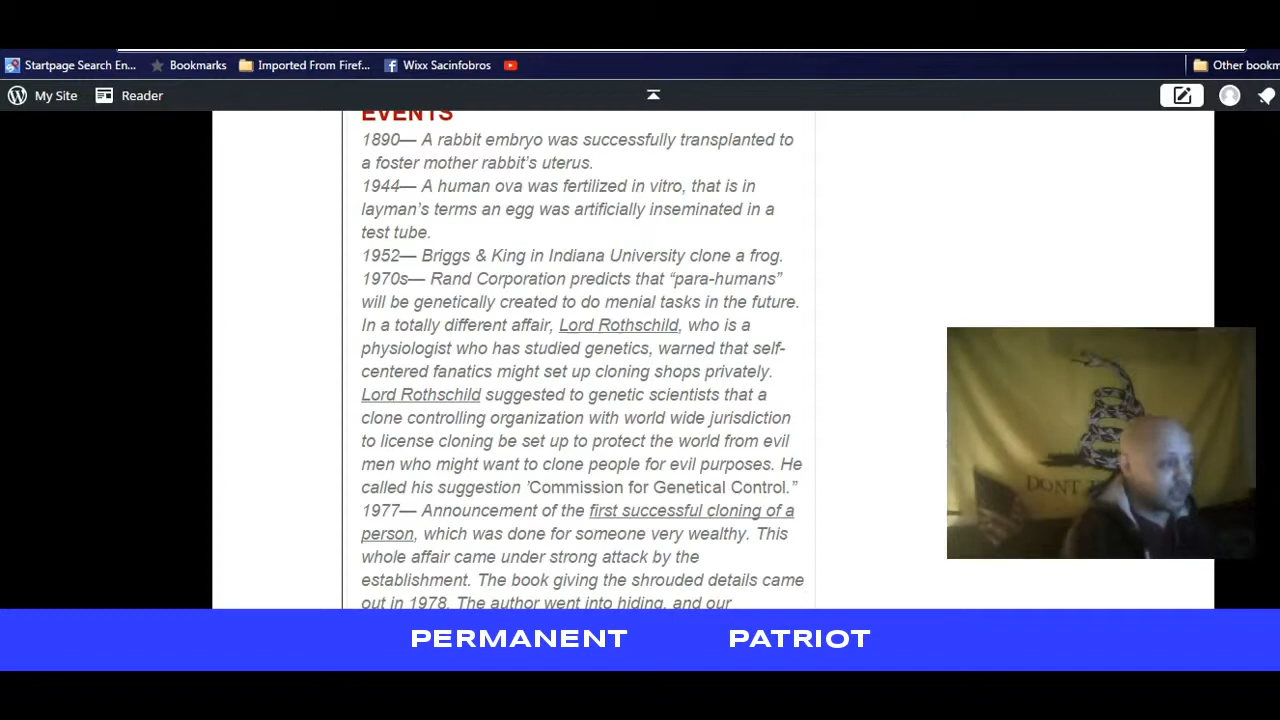 Startpage Search En... Bookmarks Imported From Firef... Wixx Sacinfobros Other bookm
My Site Reader
EVENTS
1890— A rabbit embryo was successfully transplanted to
a foster mother rabbit’s uterus.
1944— A human ova was fertilized in vitro, that is in
layman’s terms an egg was artificially inseminated in a
test tube.
1952— Briggs & King in Indiana University clone a frog.
1970s— Rand Corporation predicts that “para-humans”
will be genetically created to do menial tasks in the future.
In a totally different affair, Lord Rothschild, who is a
physiologist who has studied genetics, warned that self-
centered fanatics might set up cloning shops privately.
Lord Rothschild suggested to genetic scientists that a
clone controlling organization with world wide jurisdiction
to license cloning be set up to protect the world from evil
men who might want to clone people for evil purposes. He
called his suggestion ’Commission for Genetical Control.”
1977— Announcement of the first successful cloning of a
person, which was done for someone very wealthy. This
whole affair came under strong attack by the
establishment. The book giving the shrouded details came
out in 1978. The author went into hiding, and our
DONT
PERMANENT PATRIOT